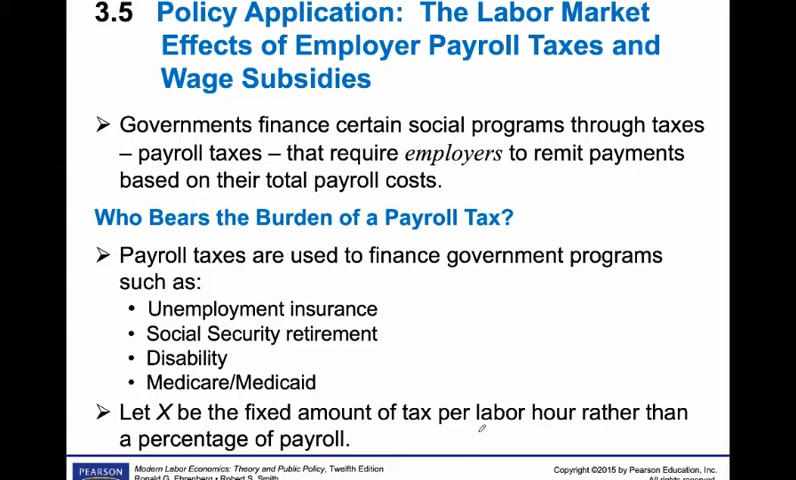 3.5 Policy Application: The Labor Market
Effects of Employer Payroll Taxes and
Wage Subsidies
➢ Governments finance certain social programs through taxes
– payroll taxes – that require employers to remit payments
based on their total payroll costs.
Who Bears the Burden of a Payroll Tax?
➢ Payroll taxes are used to finance government programs
such as:
• Unemployment insurance
• Social Security retirement
• Disability
• Medicare/Medicaid
➢ Let X be the fixed amount of tax per labor hour rather than
a percentage of payroll.
PEARSON
Modern Labor Economics: Theory and Public Policy, Twelfth Edition
Ronald G. Ehrenberg • Robert S. Smith
Copyright ©2015 by Pearson Education, Inc.
All rights reserved.